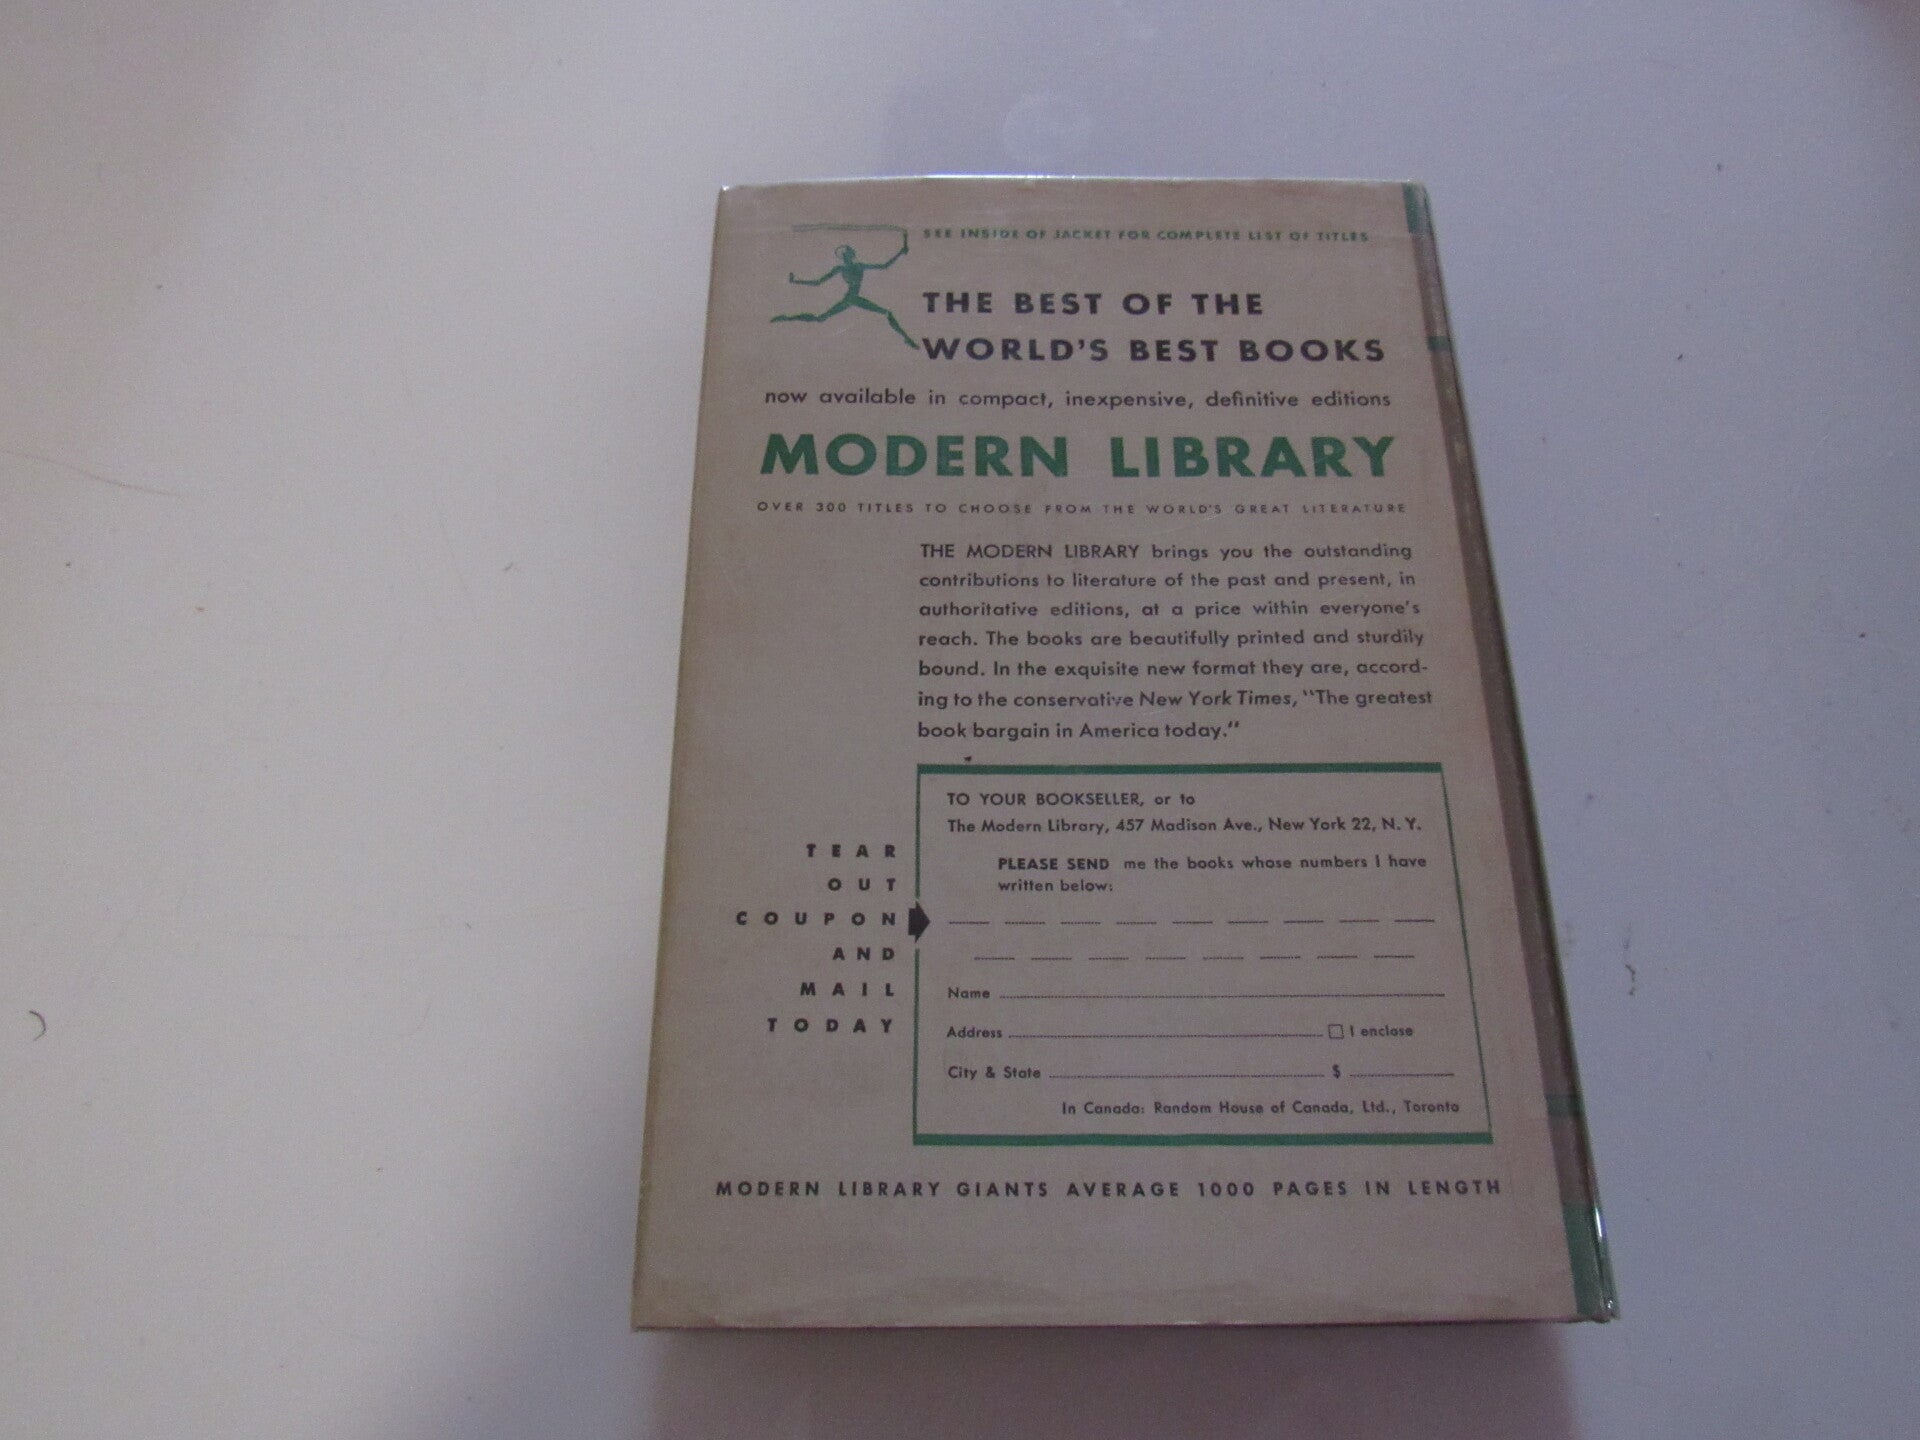 SEE INSIDE OF JACKET FOR COMPLETE LIST OF TITLES
THE BEST OF THE
WORLD'S BEST BOOKS
now available in compact, inexpensive, definitive editions
MODERN LIBRARY
OVER 300 TITLES TO CHOOSE FROM THE WORLD'S GREAT LITERATURE
THE MODERN LIBRARY brings you the outstanding
contributions to literature of the past and present, in
authoritative editions, at a price within everyone's
reach. The books are beautifully printed and sturdily
bound. In the exquisite new format they are, accord-
ing to the conservative New York Times, "The greatest
book bargain in America today."
TEAR
OUT
COUPON
AND
MAIL
TODAY
TO YOUR BOOKSELLER, or to
The Modern Library, 457 Madison Ave., New York 22, N. Y.
PLEASE SEND me the books whose numbers I have
written below:
Name
Address I enclose
City & State $
In Canada: Random House of Canada, Ltd., Toronto
MODERN LIBRARY GIANTS AVERAGE 1000 PAGES IN LENGTH